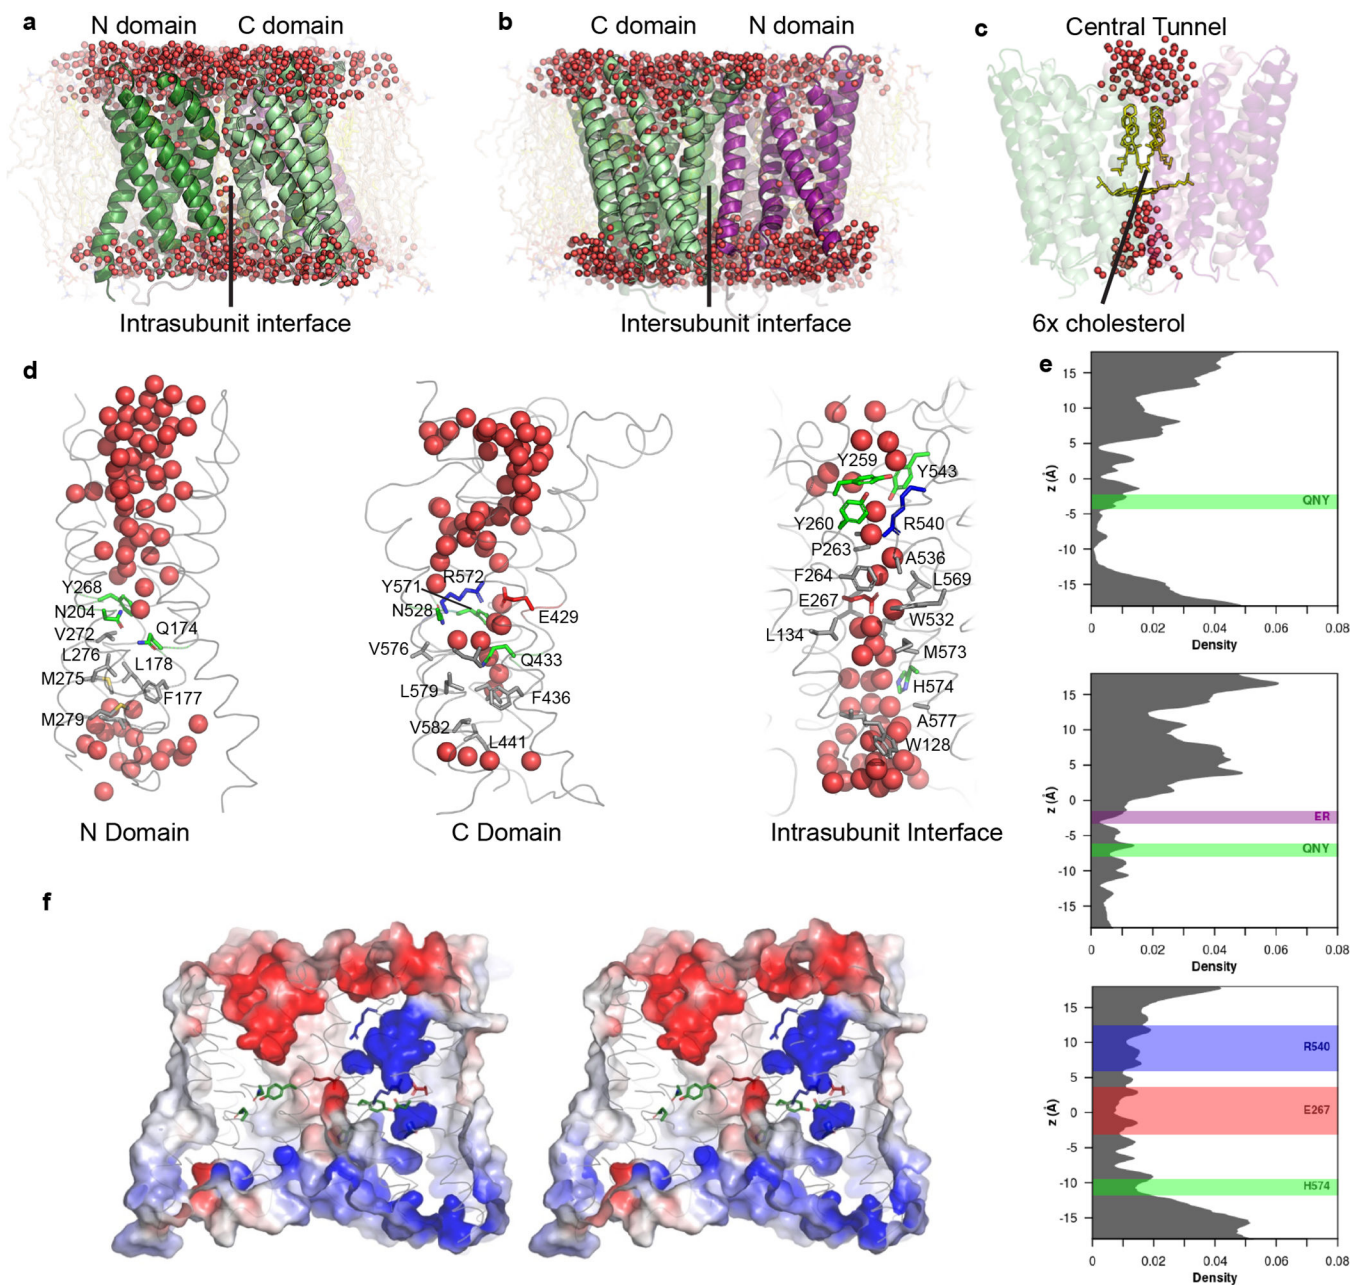 a
N domain
C domain
Intrasubunit interface
b
C domain
N domain
Intersubunit interface
c
Central Tunnel
6x cholesterol
d
Y268
N204
V272
Q174
L276
L178
M275
F177
M279
N Domain
Y571
R572
N528
E429
V576
Q433
L579
F436
V582
L441
C Domain
Y259
Y543
Y260
R540
P263
A536
F264
L569
E267
W532
L134
M573
H574
A577
W128
Intrasubunit Interface
e
15
10
5
0
-5
-10
-15
z (Å)
QNY
0
0.02
0.04
0.06
0.08
Density
15
10
5
0
-5
-10
-15
z (Å)
ER
QNY
0
0.02
0.04
0.06
0.08
Density
15
10
5
0
-5
-10
-15
z (Å)
R540
E267
H574
0
0.02
0.04
0.06
0.08
Density
f